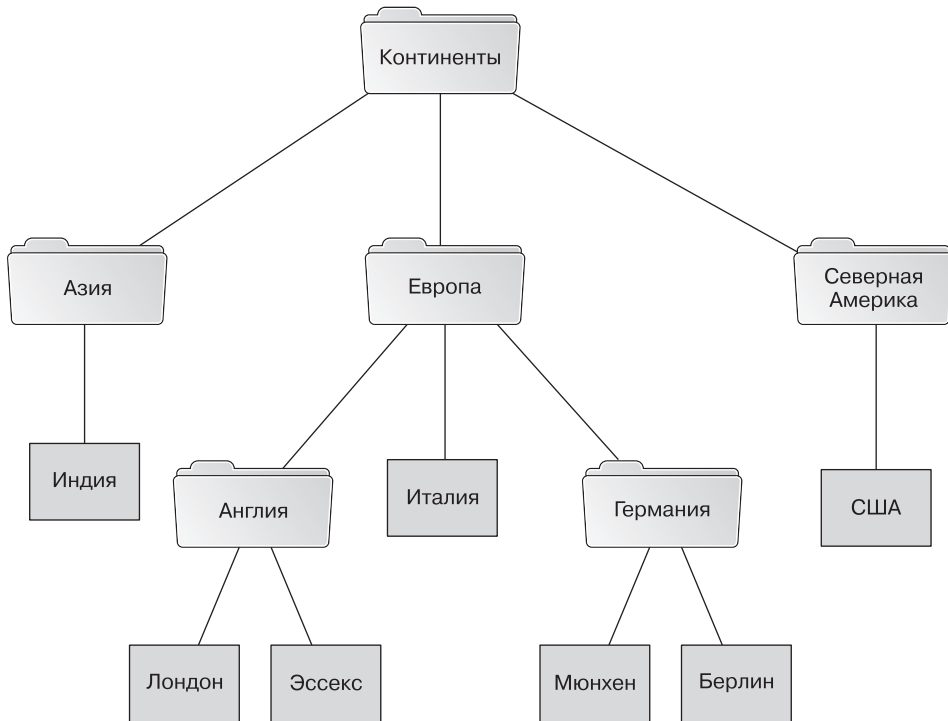 Континенты
Азия
Европа
Северная
Америка
Индия
Англия
Италия
Германия
США
Лондон
Эссекс
Мюнхен
Берлин